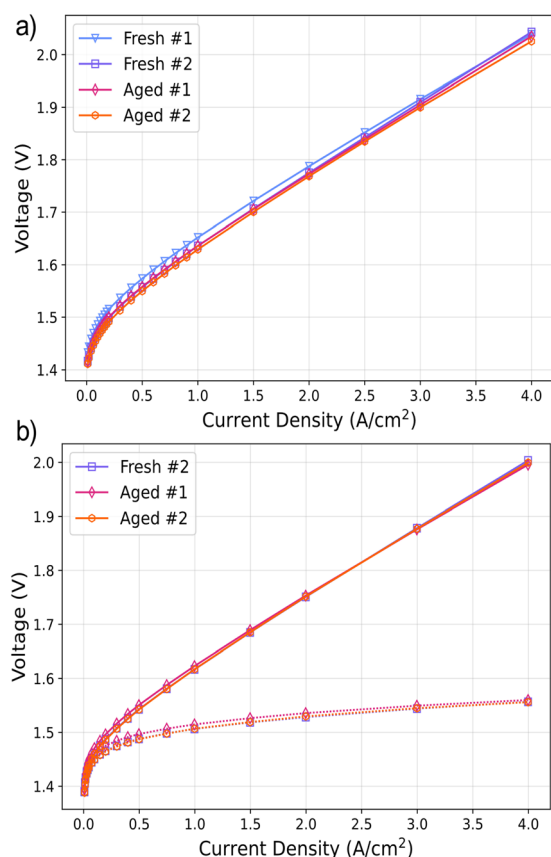 a)
Fresh #1
Fresh #2
Aged #1
Aged #2
Voltage (V)
2.0
1.9
1.8
1.7
1.6
1.5
1.4
0.0 0.5 1.0 1.5 2.0 2.5 3.0 3.5 4.0
Current Density (A/cm²)
b)
Fresh #2
Aged #1
Aged #2
Voltage (V)
2.0
1.9
1.8
1.7
1.6
1.5
1.4
0.0 0.5 1.0 1.5 2.0 2.5 3.0 3.5 4.0
Current Density (A/cm²)